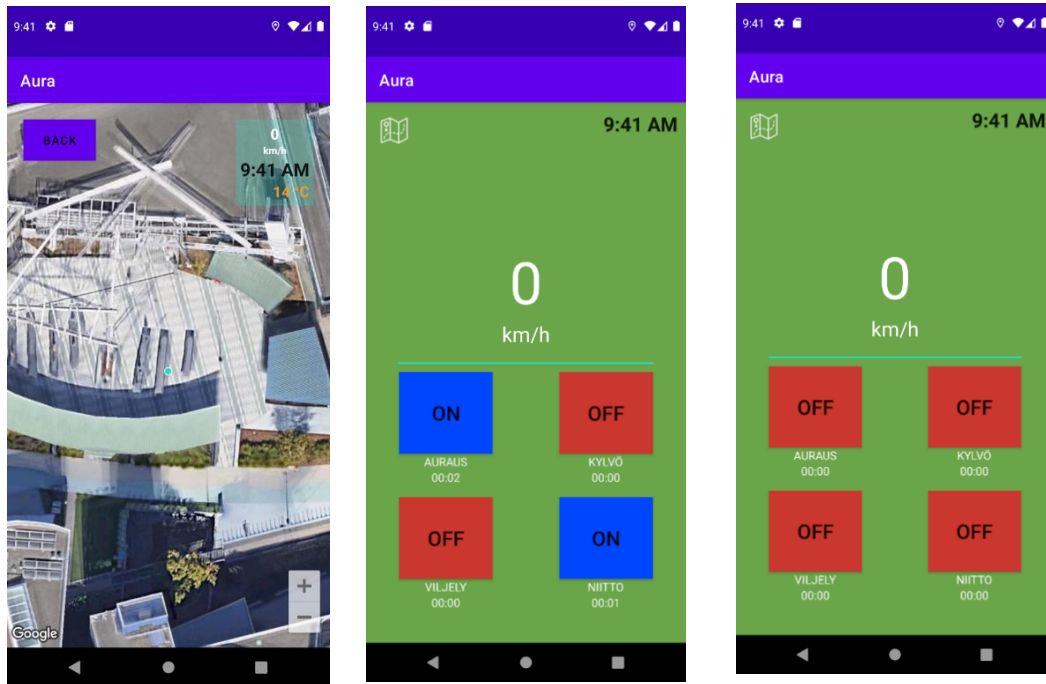 9:41
Aura
BACK
0
km/h
9:41 AM
14 °C
+
−
Google
9:41
Aura
9:41 AM
0
km/h
ON
OFF
AURAUS
KYLVÖ
00:02
00:00
OFF
ON
VILJELY
NIITTO
00:00
00:01
9:41
Aura
9:41 AM
0
km/h
OFF
OFF
AURAUS
KYLVÖ
00:00
00:00
OFF
OFF
VILJELY
NIITTO
00:00
00:00